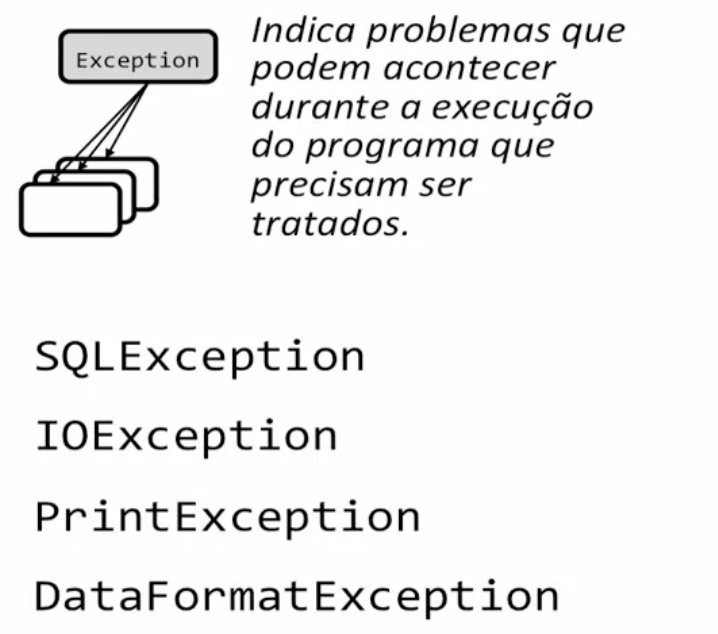 Exception
Indica problemas que
podem acontecer
durante a execução
do programa que
precisam ser
tratados.
SQLException
IOException
PrintException
DataFormatException